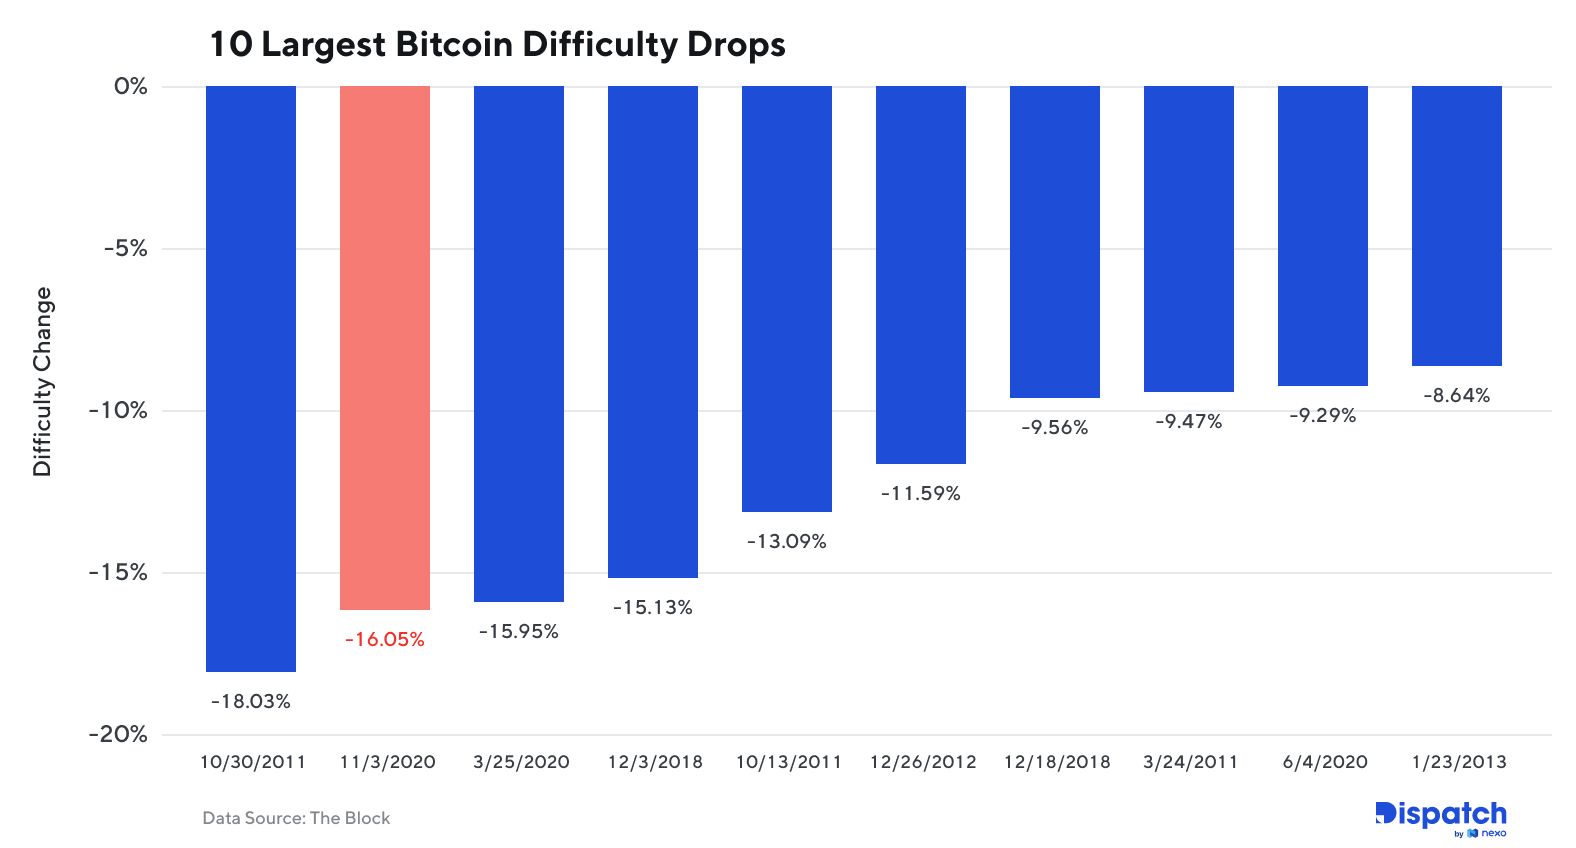 10 Largest Bitcoin Difficulty Drops
Difficulty Change
0%
-5%
-10%
-15%
-20%
-18.03%
-16.05%
-15.95%
-15.13%
-13.09%
-11.59%
-9.56%
-9.47%
-9.29%
-8.64%
10/30/2011 11/3/2020 3/25/2020 12/3/2018 10/13/2011 12/26/2012 12/18/2018 3/24/2011 6/4/2020 1/23/2013
Data Source: The Block
Dispatch
by nexo